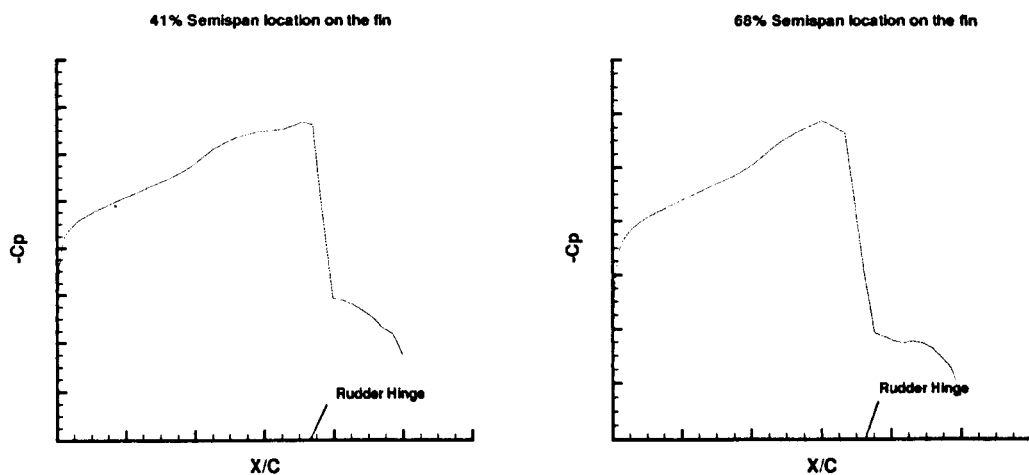 41% Semispan location on the fin
68% Semispan location on the fin
-Cp
-Cp
Rudder Hinge
Rudder Hinge
X/C
X/C